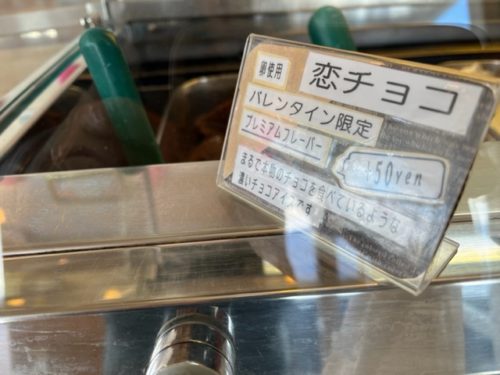 卵使用
恋チョコ
バレンタイン限定
プレミアムフレーバー
+50yen
まるで本物のチョコを食べているような
濃いチョコアイスです